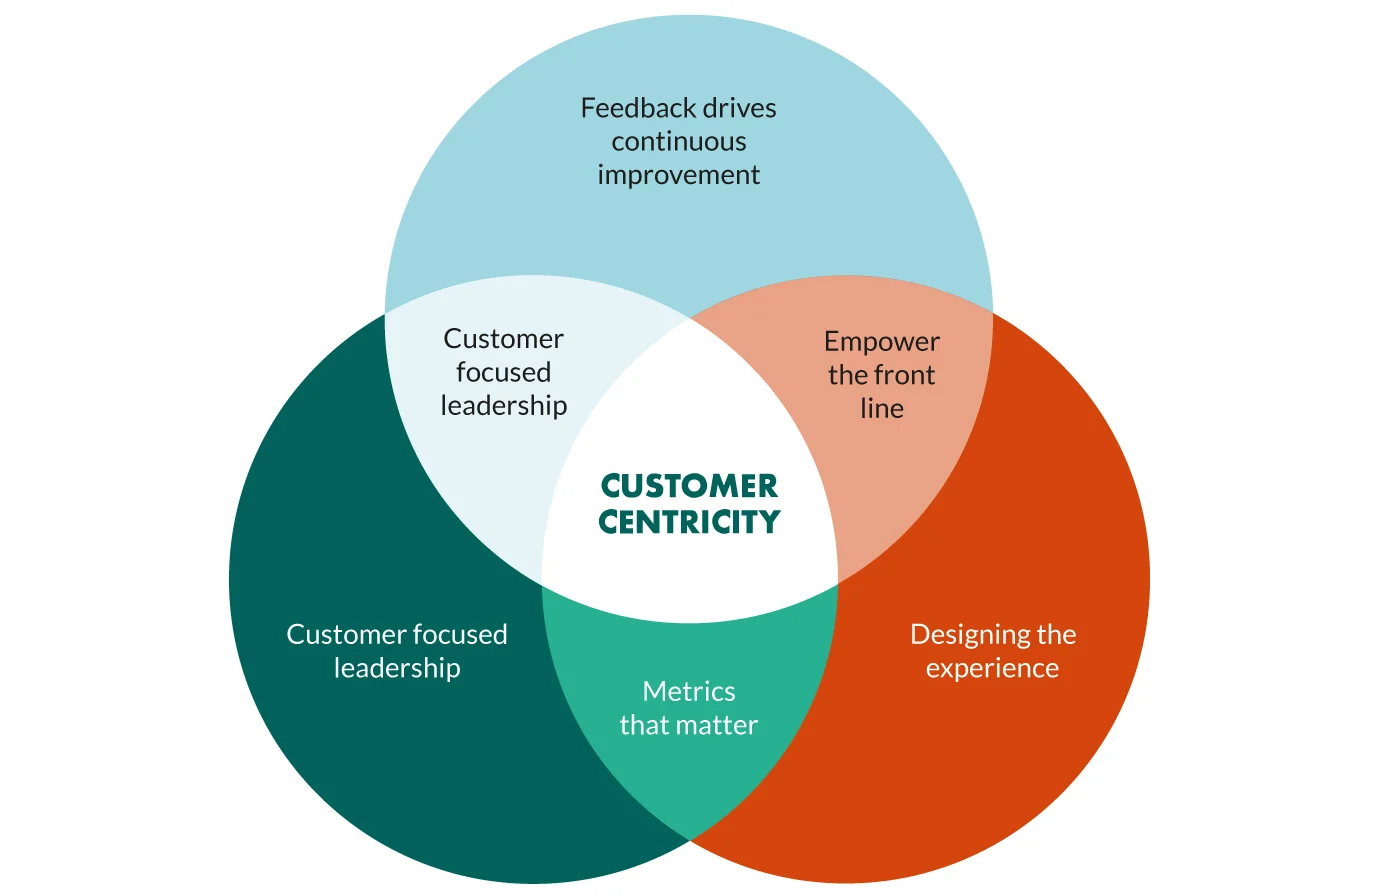 Feedback drives
continuous
improvement
Customer
focused
leadership
Empower
the front
line
CUSTOMER
CENTRICITY
Customer focused
leadership
Designing the
experience
Metrics
that matter